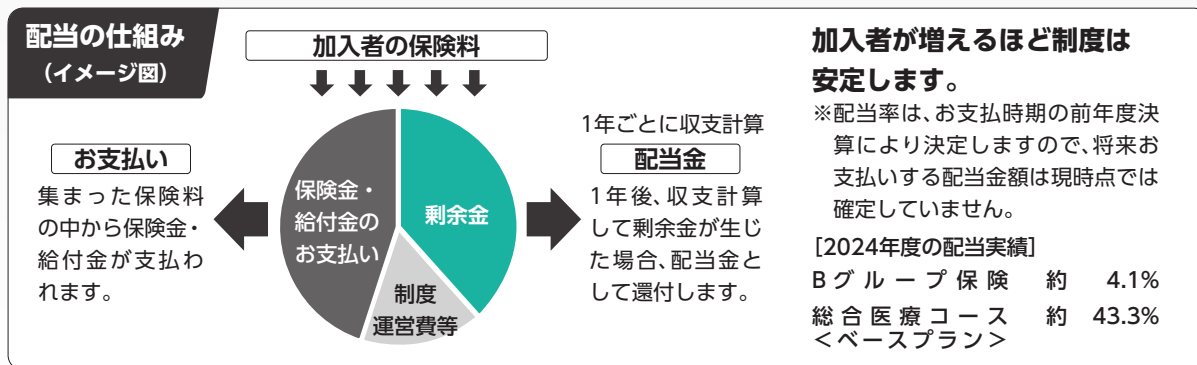 配当の仕組み
（イメージ図）
加入者の保険料
お支払い
集まった保険料
の中から保険金・
給付金が支払わ
れます。
保険金・
給付金の
お支払い
剰余金
制度
運営費等
1年ごとに収支計算
配当金
1年後、収支計算
して剰余金が生じ
た場合、配当金と
して還付します。
加入者が増えるほど制度は
安定します。
※配当率は、お支払時期の前年度決
算により決定しますので、将来お
支払いする配当金額は現時点では
確定していません。
［2024年度の配当実績］
Bグループ保険 約 4.1%
総合医療コース 約 43.3%
＜ベースプラン＞